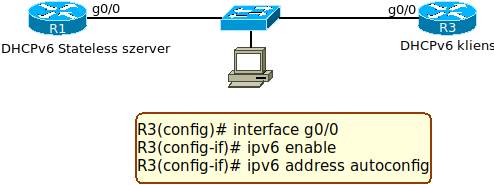 g0/0
g0/0
R1
R3
DHCPv6 Stateless szerver
DHCPv6 kliens
R3(config)# interface g0/0
R3(config-if)# ipv6 enable
R3(config-if)# ipv6 address autoconfig